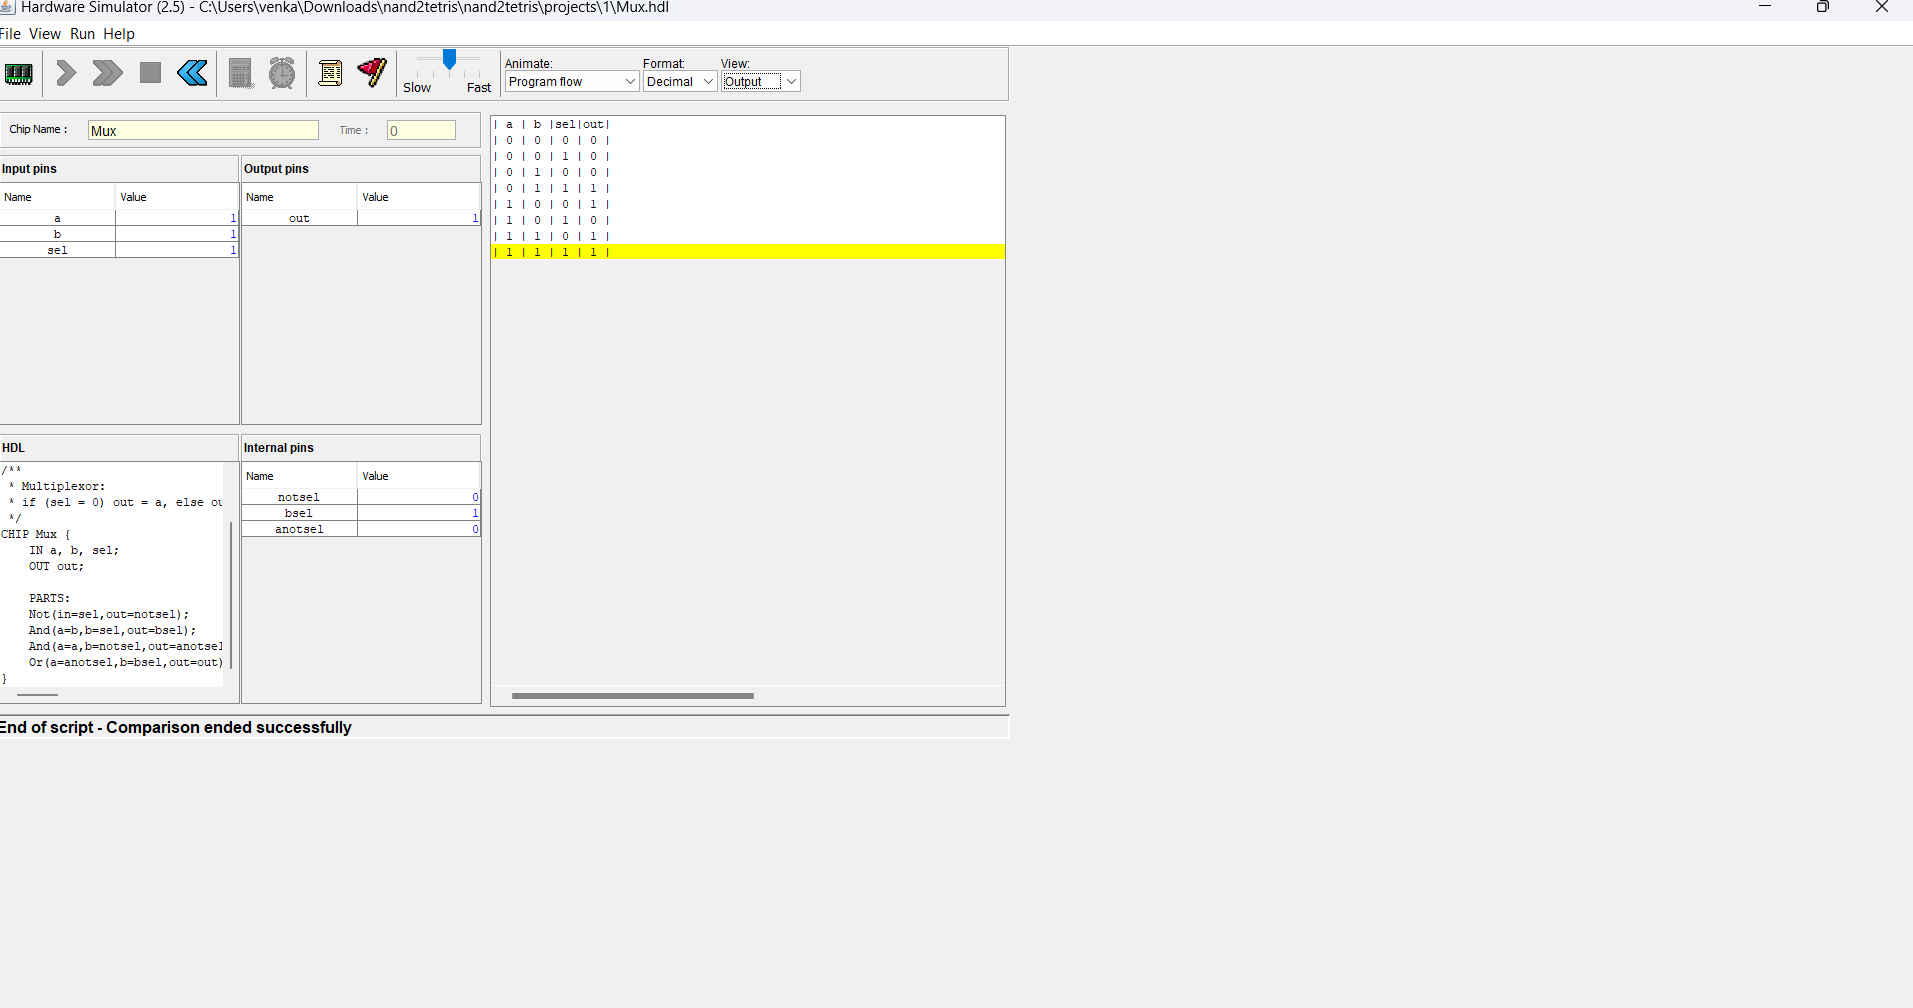 Hardware Simulator (2.5) - C:\Users\venka\Downloads\nand2tetris\nand2tetris\projects\1\Mux.hdl
File View Run Help
Slow Fast
Animate: Format: View:
Program flow Decimal Output
Chip Name : Mux Time : 0
Input pins
Name Value
a 1
b 1
sel 1
Output pins
Name Value
out 1
| a | b |sel|out|
| 0 | 0 | 0 | 0 |
| 0 | 0 | 1 | 0 |
| 0 | 1 | 0 | 0 |
| 0 | 1 | 1 | 1 |
| 1 | 0 | 0 | 1 |
| 1 | 0 | 1 | 0 |
| 1 | 1 | 0 | 1 |
| 1 | 1 | 1 | 1 |
HDL
/**
* Multiplexor:
* if (sel = 0) out = a, else ou
*/
CHIP Mux {
IN a, b, sel;
OUT out;
PARTS:
Not(in=sel,out=notsel);
And(a=b,b=sel,out=bsel);
And(a=a,b=notsel,out=anotsel
Or(a=anotsel,b=bsel,out=out)
}
Internal pins
Name Value
notsel 0
bsel 1
anotsel 0
End of script - Comparison ended successfully